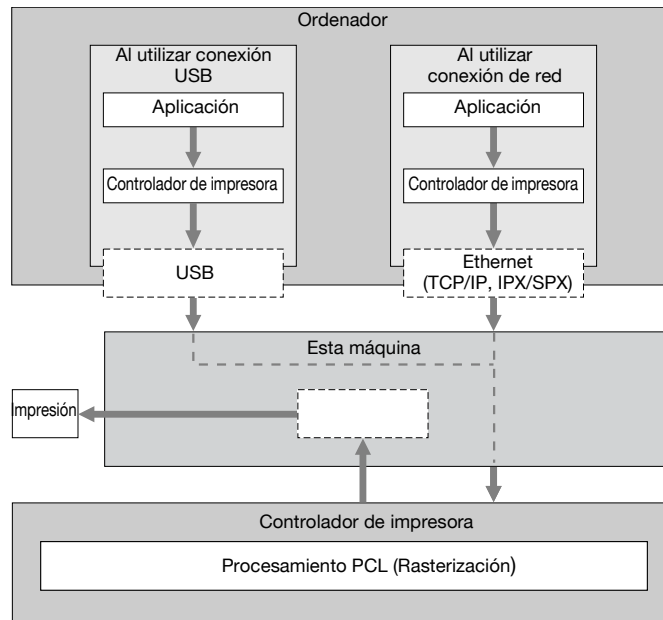 Ordenador
Al utilizar conexión
USB
Aplicación
Controlador de impresora
USB
Al utilizar
conexión de red
Aplicación
Controlador de impresora
Ethernet
(TCP/IP, IPX/SPX)
Esta máquina
Impresión
Controlador de impresora
Procesamiento PCL (Rasterización)